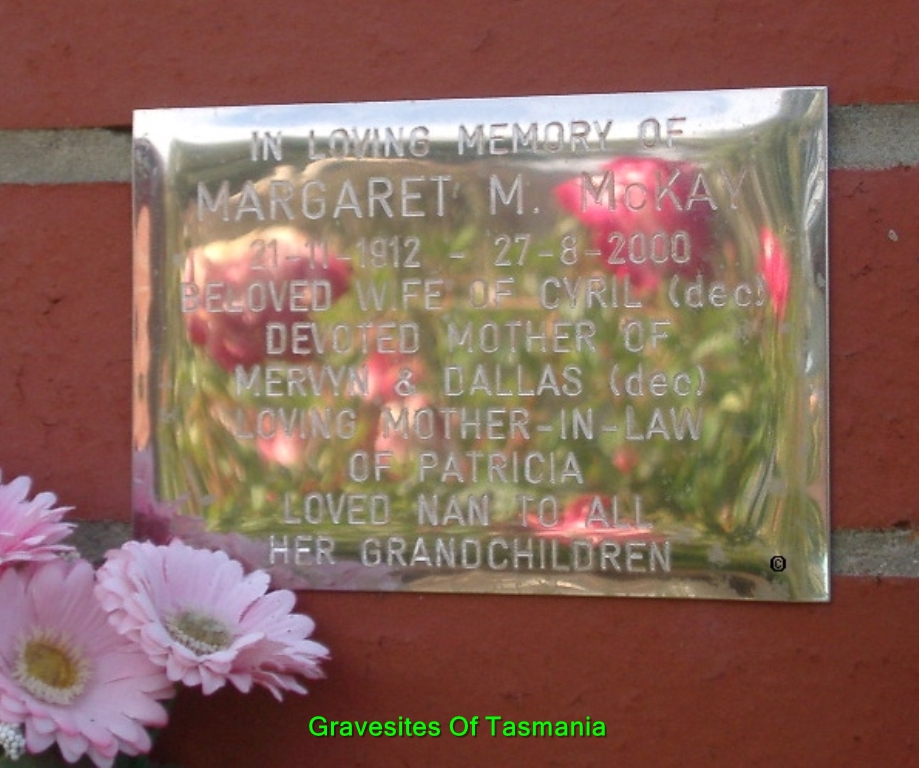 IN LOVING MEMORY OF
MARGARET M. McKAY
21-11-1912 - 27-8-2000
BELOVED WIFE OF CYRIL (dec)
DEVOTED MOTHER OF
MERVYN & DALLAS (dec)
LOVING MOTHER-IN-LAW
OF PATRICIA
LOVED NAN TO ALL
HER GRANDCHILDREN
©
Gravesites Of Tasmania